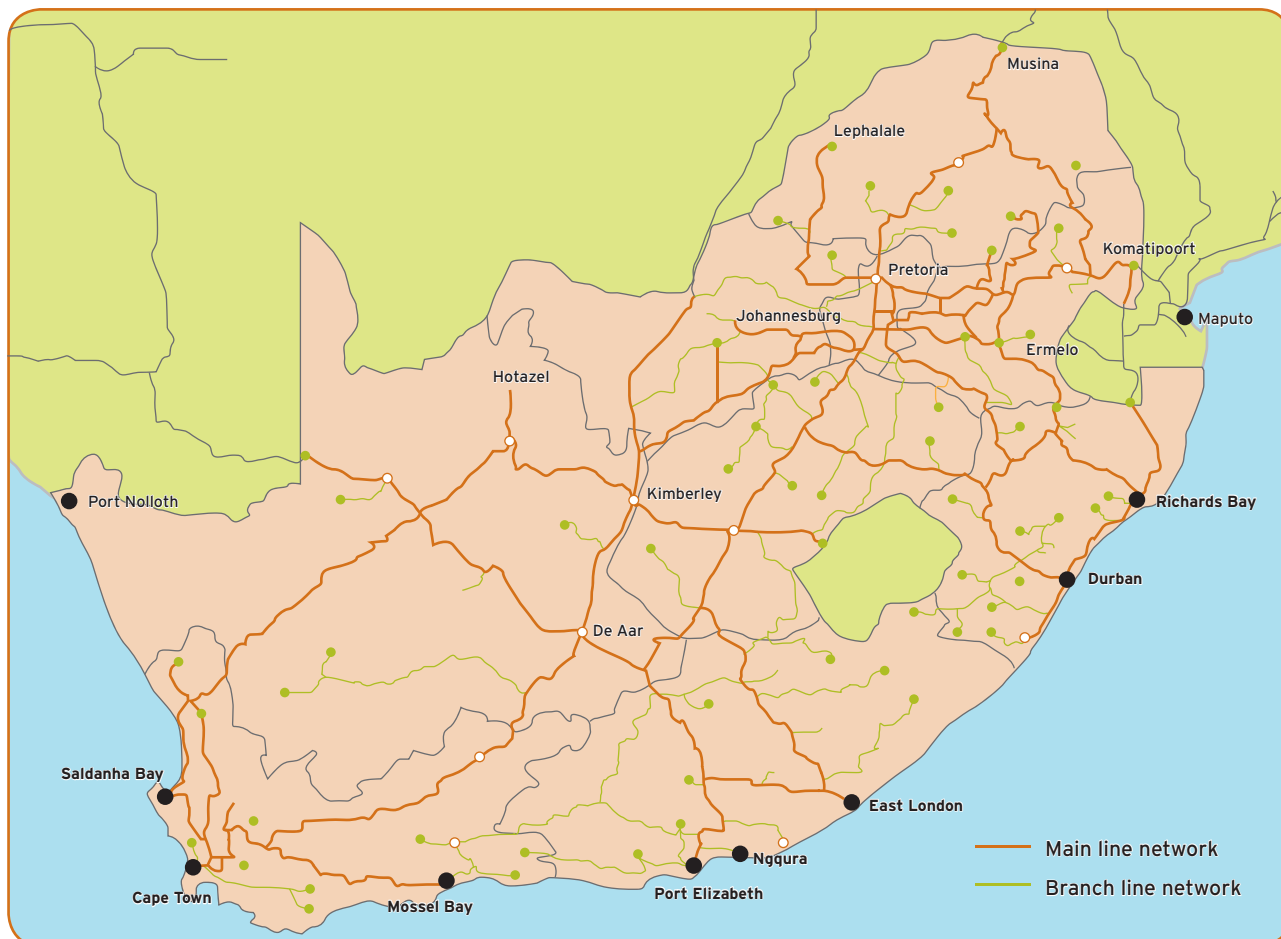 Musina
Lephalale
Komatipoort
Pretoria
Johannesburg
Maputo
Ermelo
Hotazel
Kimberley
Port Nolloth
Richards Bay
Durban
De Aar
Saldanha Bay
East London
Main line network
Ngqura
Branch line network
Port Elizabeth
Cape Town
Mossel Bay